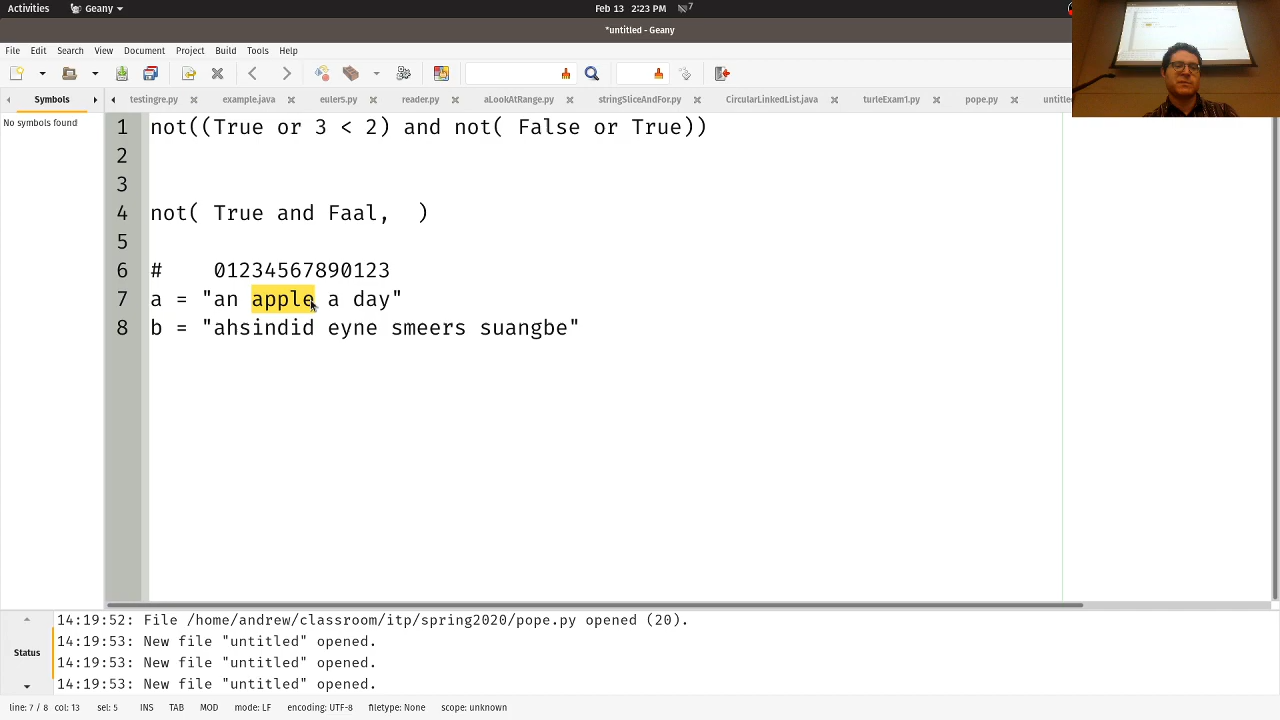 Activities Geany Feb 13 2:23 PM
*untitled - Geany
File Edit Search View Document Project Build Tools Help
Symbols testingre.py example.java euler5.py reader.py aLookAtRange.py stringSliceAndFor.py CircularLinkedList.java turleExam1.py pope.py untitled
No symbols found
1 not((True or 3 < 2) and not( False or True))
2
3
4 not( True and Faal,  )
5
6 #    01234567890123
7 a = "an apple a day"
8 b = "ahsindid eyne smeers suangbe"
Status
14:19:52: File /home/andrew/classroom/itp/spring2020/pope.py opened (20).
14:19:53: New file "untitled" opened.
14:19:53: New file "untitled" opened.
14:19:53: New file "untitled" opened.
line: 7 / 8 col: 13 sel: 5 INS TAB MOD mode: LF encoding: UTF-8 filetype: None scope: unknown